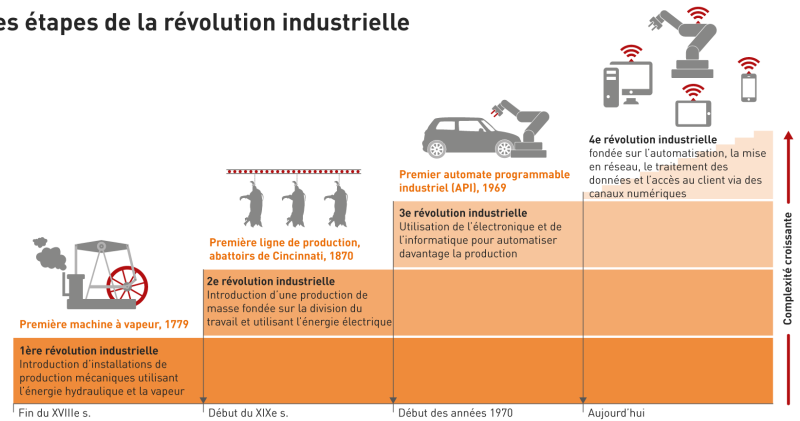 es étapes de la révolution industrielle
4e révolution industrielle
fondée sur l'automatisation, la mise
en réseau, le traitement des
données et l'accès au client via des
canaux numériques
Premier automate programmable
industriel (API), 1969
3e révolution industrielle
Utilisation de l'électronique et de
l'informatique pour automatiser
davantage la production
Première ligne de production,
abattoirs de Cincinnati, 1870
2e révolution industrielle
Introduction d'une production de
masse fondée sur la division du
travail et utilisant l'énergie électrique
Première machine à vapeur, 1779
1ère révolution industrielle
Introduction d'installations de
production mécaniques utilisant
l'énergie hydraulique et la vapeur
Fin du XVIIIe s.
Début du XIXe s.
Début des années 1970
Aujourd'hui
Complexité croissante